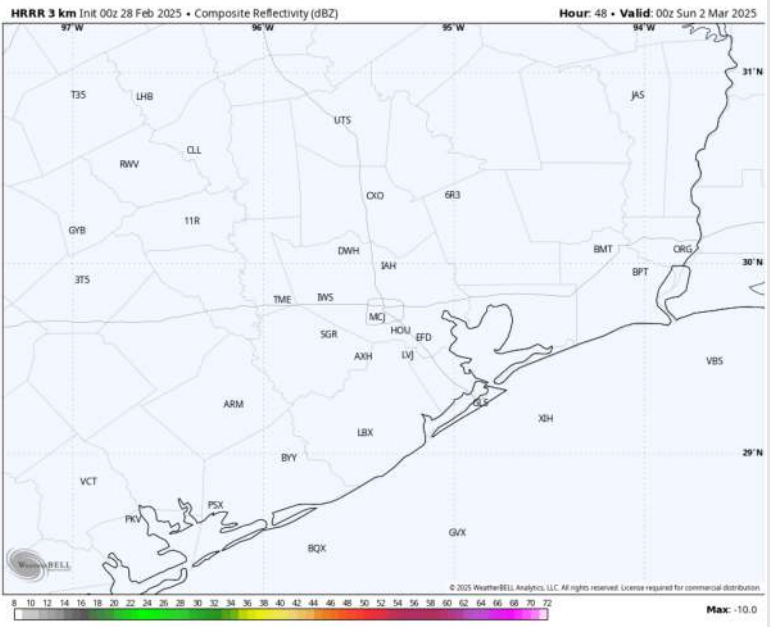 HRRR 3 km Init 00z 28 Feb 2025 • Composite Reflectivity (dBZ) Hour: 48 • Valid: 00z Sun 2 Mar 2025
97°W 96°W 95°W 94°W
31°N
T35 LHB JAS
UTS
CLL
RWV
CXO 6R3
11R
GYB
DWH BMT ORG
IAH 30°N
BPT
3T5
TME IWS
MCJ
SGR HOU EFD
AXH LVJ
VBS
ARM GLS
XIH
LBX
29°N
BYY
VCT
PSX
PKV
GVX
BQX
WEATHERBELL
© 2025 WeatherBELL Analytics, LLC. All rights reserved. License required for commercial distribution.
8 10 12 14 16 18 20 22 24 26 28 30 32 34 36 38 40 42 44 46 48 50 52 54 56 58 60 62 64 66 68 70 72 Max: -10.0